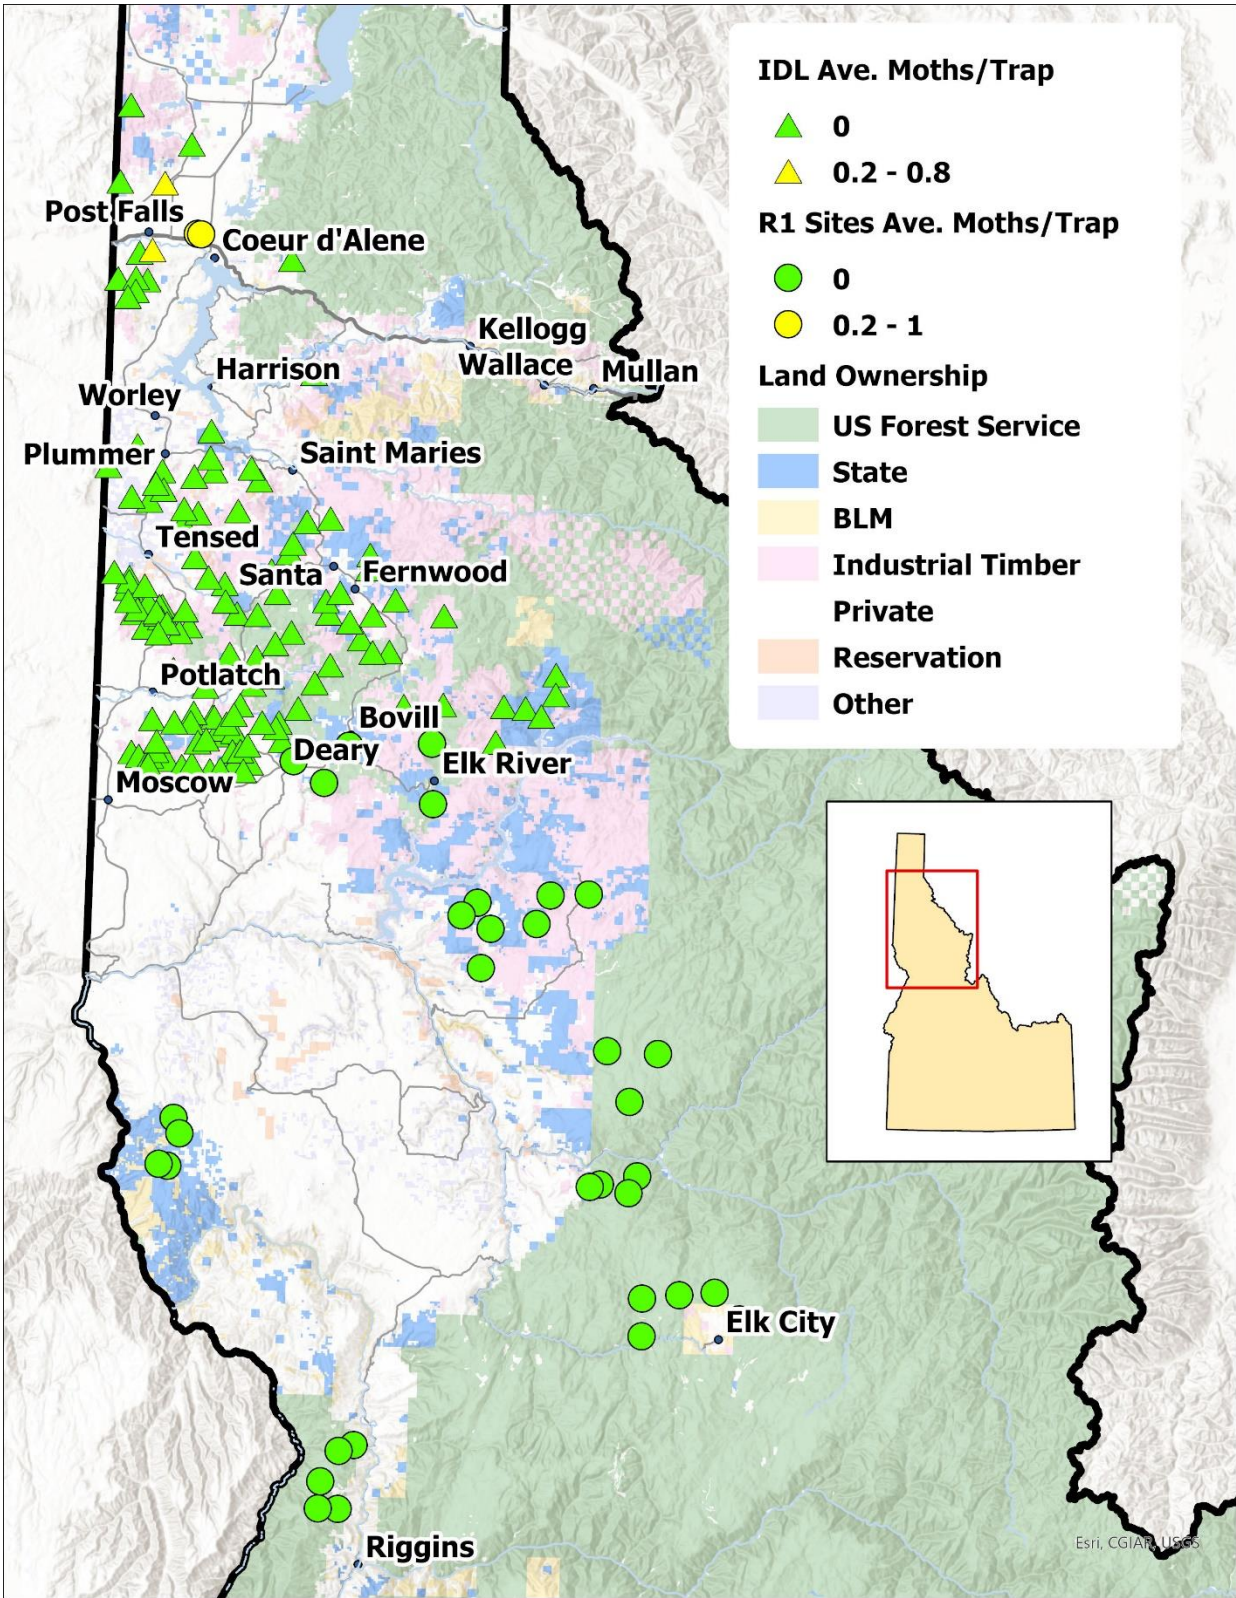 IDL Ave. Moths/Trap
0
0.2 - 0.8
R1 Sites Ave. Moths/Trap
0
0.2 - 1
Land Ownership
US Forest Service
State
BLM
Industrial Timber
Private
Reservation
Other
Post Falls
Coeur d'Alene
Kellogg
Wallace
Mullan
Harrison
Worley
Plummer
Saint Maries
Tensed
Santa
Fernwood
Potlatch
Bovill
Deary
Elk River
Moscow
Elk City
Riggins
Esri, CGIAR, USGS